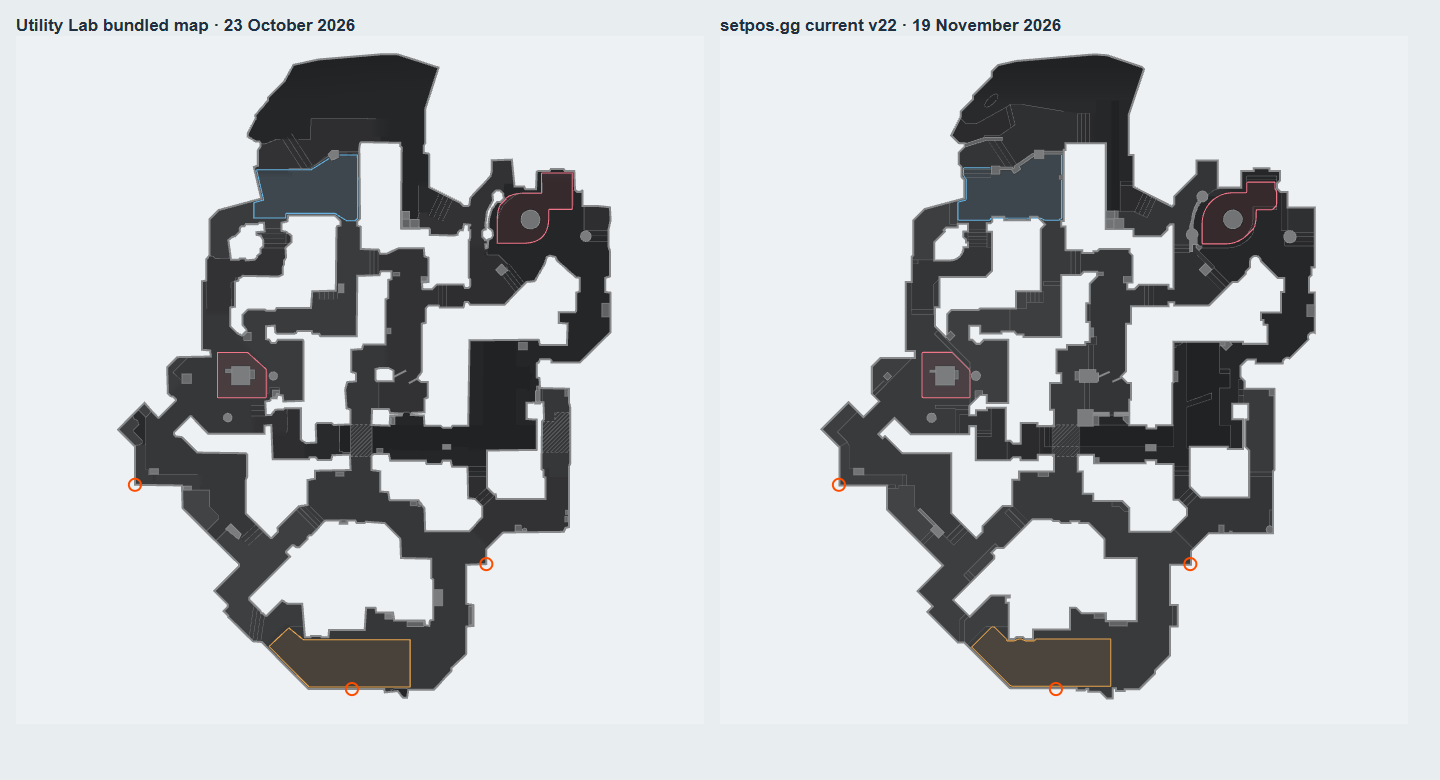 Utility Lab bundled map · 23 October 2026
setpos.gg current v22 · 19 November 2026